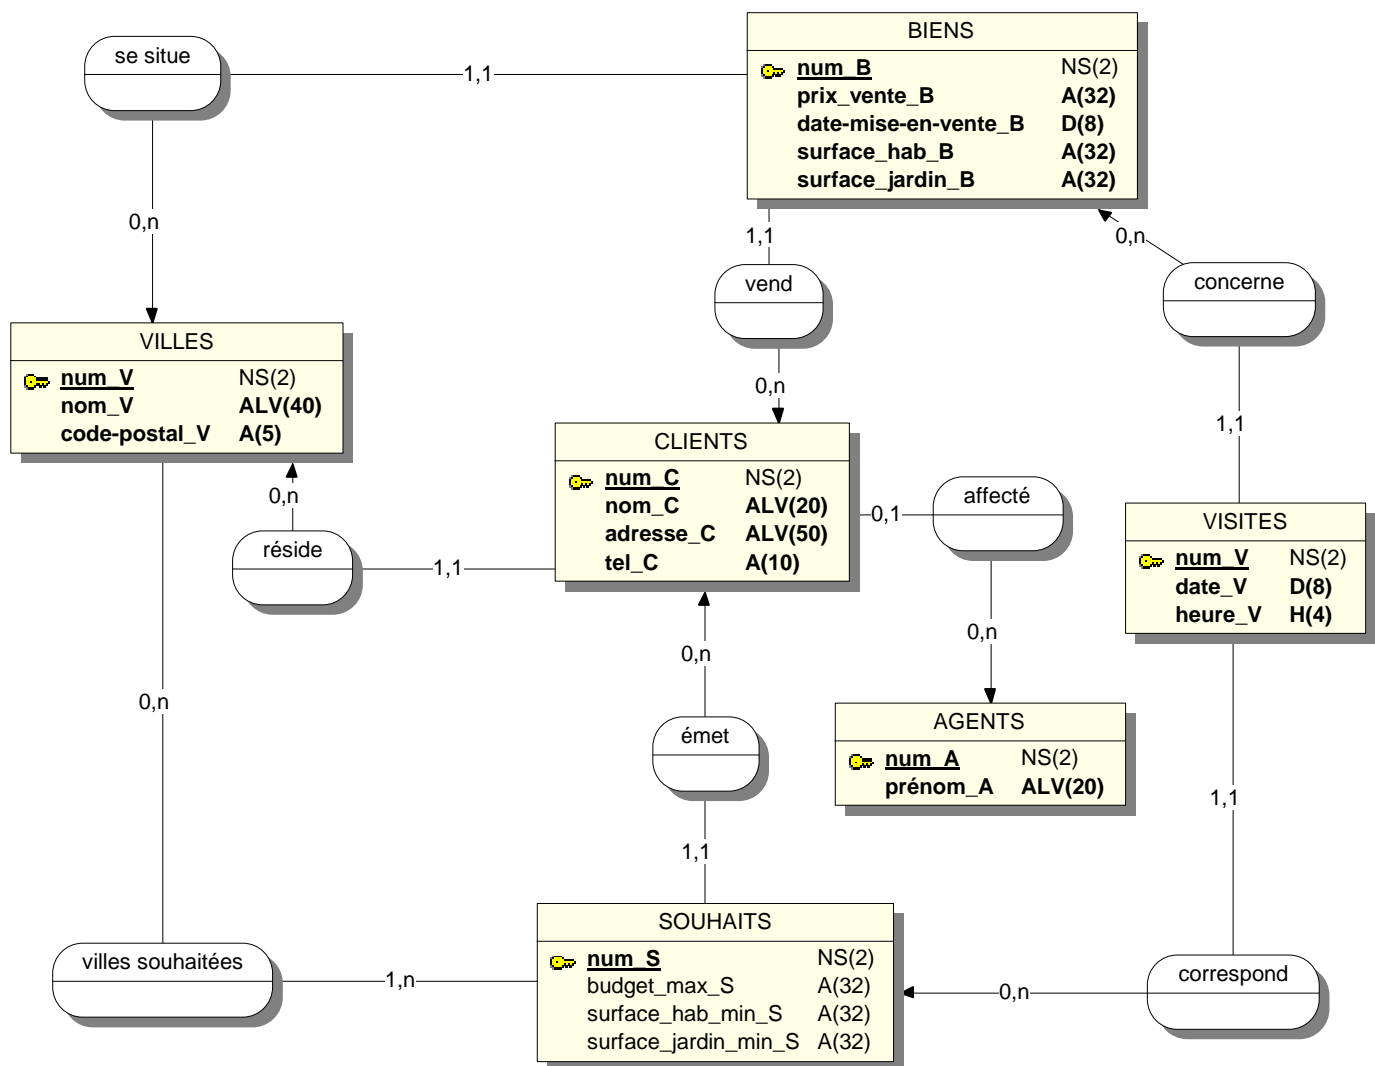 BIENS
num_B NS(2)
prix_vente_B A(32)
date-mise-en-vente_B D(8)
surface_hab_B A(32)
surface_jardin_B A(32)
se situe
1,1
0,n
1,1
0,n
vend
concerne
VILLES
num_V NS(2)
nom_V ALV(40)
code-postal_V A(5)
0,n
1,1
CLIENTS
num_C NS(2)
nom_C ALV(20)
adresse_C ALV(50)
tel_C A(10)
0,n
réside
1,1
0,1
affecté
VISITES
num_V NS(2)
date_V D(8)
heure_V H(4)
0,n
0,n
0,n
AGENTS
num_A NS(2)
prénom_A ALV(20)
émet
1,1
1,1
SOUHAITS
num_S NS(2)
budget_max_S A(32)
surface_hab_min_S A(32)
surface_jardin_min_S A(32)
villes souhaitées
1,n
0,n
correspond